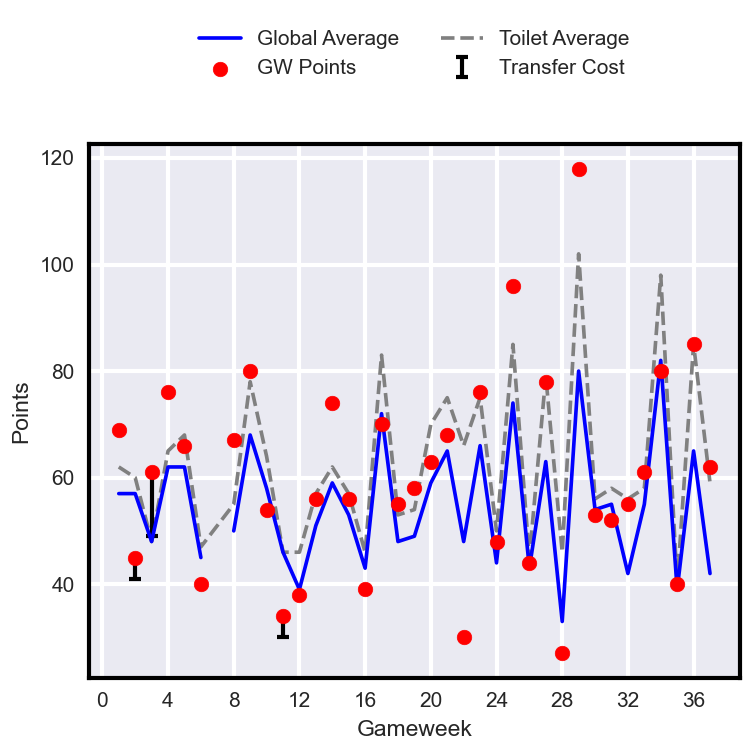 Global Average Toilet Average
GW Points Transfer Cost
120
100
80
60
40
Points
0 4 8 12 16 20 24 28 32 36
Gameweek